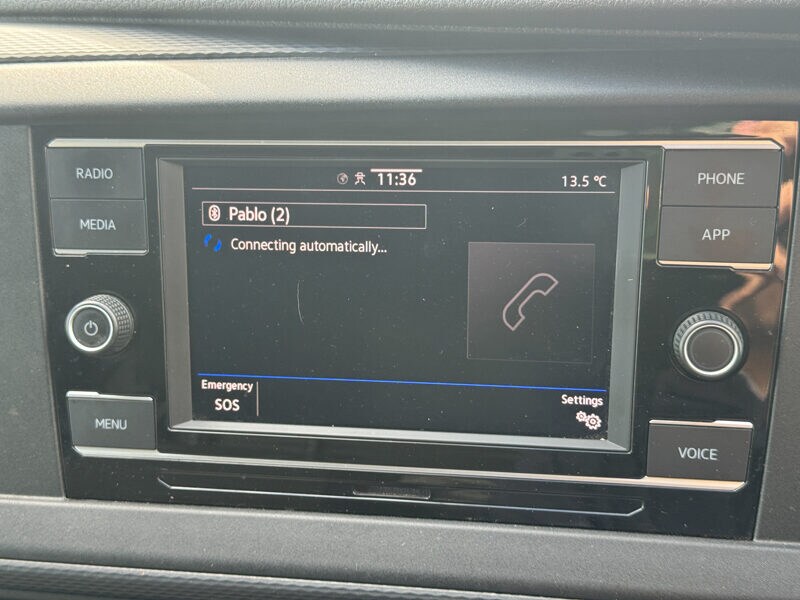 RADIO
MEDIA
MENU
11:36
13.5 °C
Pablo (2)
Connecting automatically...
Emergency
SOS
Settings
PHONE
APP
VOICE